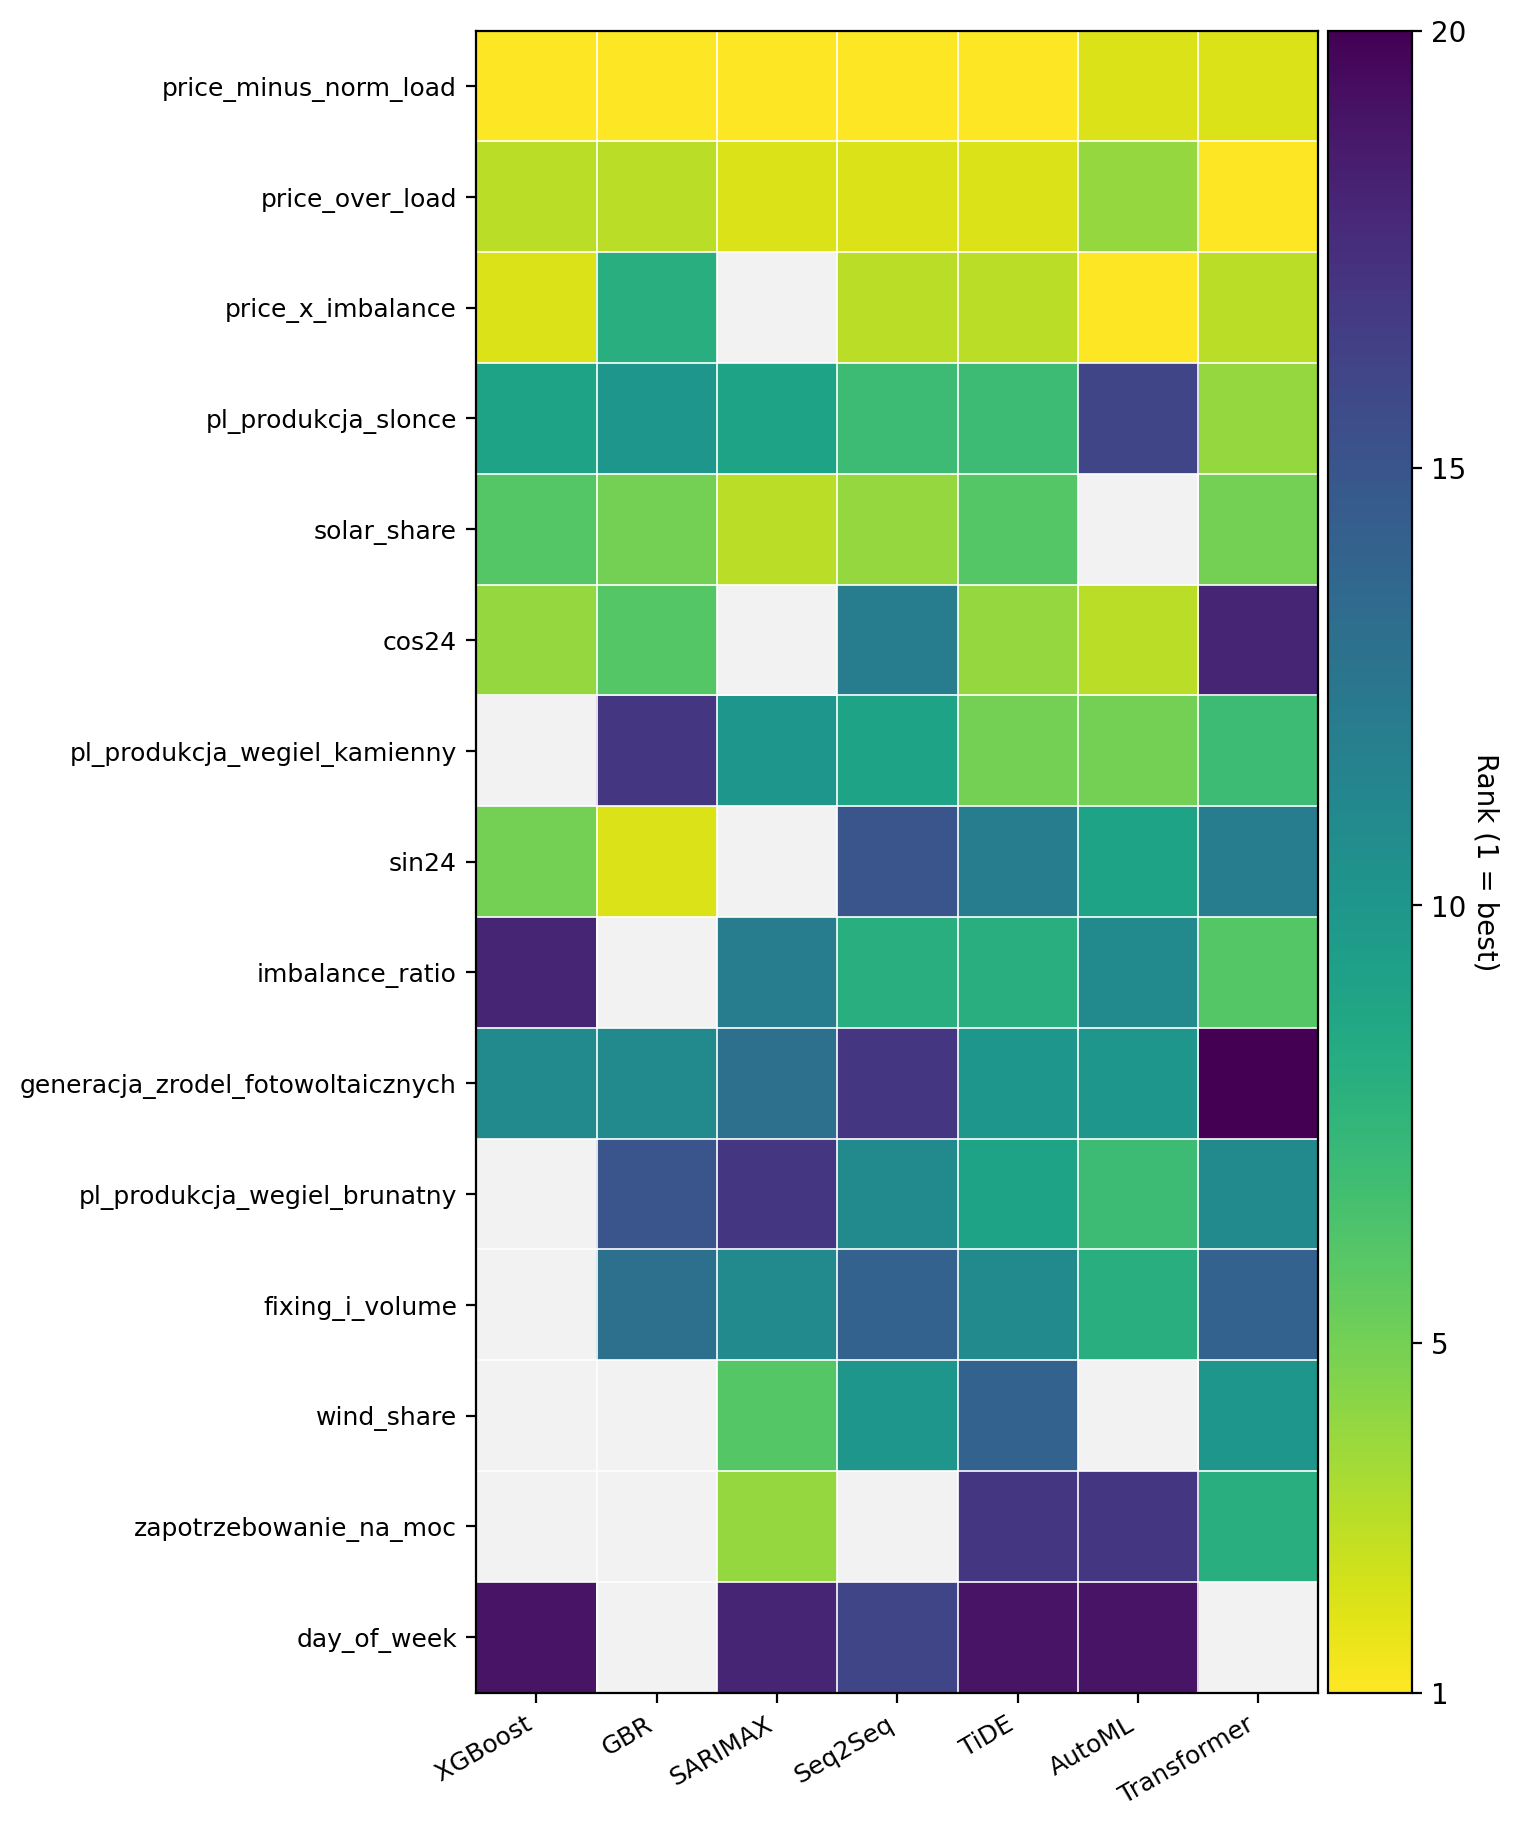 price_minus_norm_load
price_over_load
price_x_imbalance
pl_produkcja_slonce
solar_share
cos24
pl_produkcja_wegiel_kamienny
sin24
imbalance_ratio
generacja_zrodel_fotowoltaicznych
pl_produkcja_wegiel_brunatny
fixing_i_volume
wind_share
zapotrzebowanie_na_moc
day_of_week
XGBoost
GBR
SARIMAX
Seq2Seq
TiDE
AutoML
Transformer
20
15
10
5
1
Rank (1 = best)